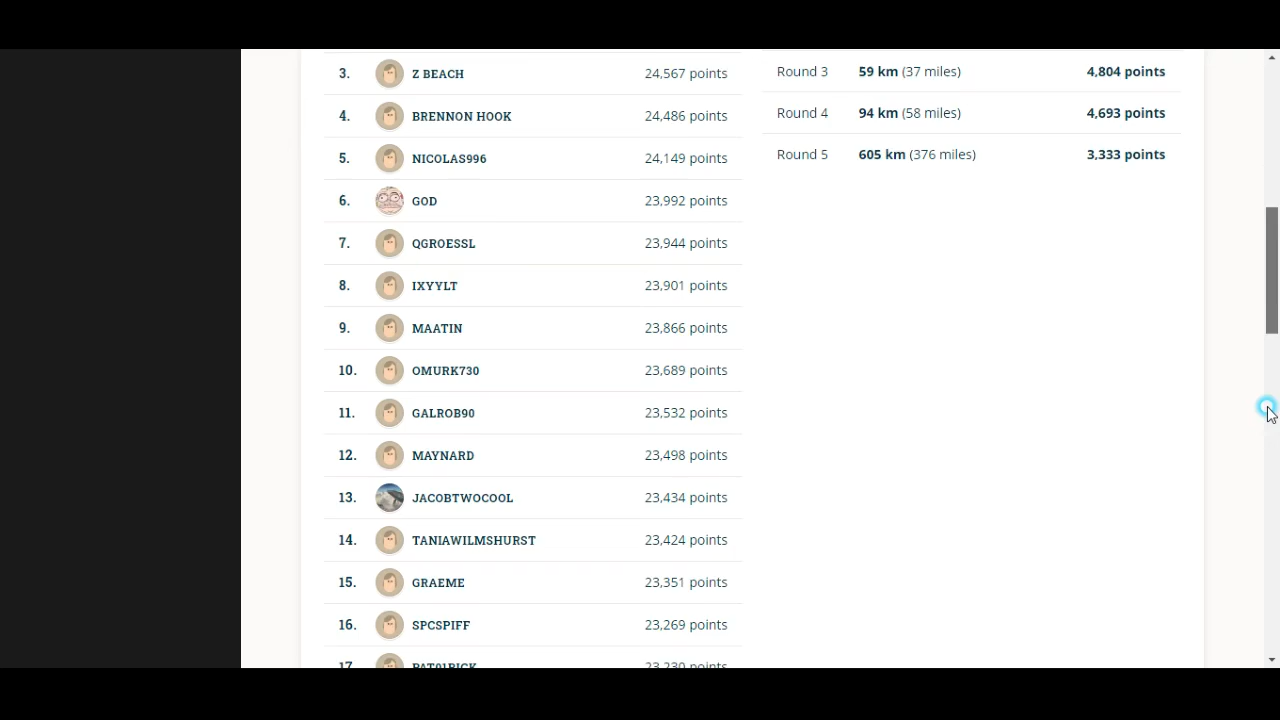 3. Z BEACH 24,567 points
4. BRENNON HOOK 24,486 points
5. NICOLAS996 24,149 points
6. GOD 23,992 points
7. QGROESSL 23,944 points
8. IXYYLT 23,901 points
9. MAATIN 23,866 points
10. OMURK730 23,689 points
11. GALROB90 23,532 points
12. MAYNARD 23,498 points
13. JACOBTWOCOOL 23,434 points
14. TANIAWILMSHURST 23,424 points
15. GRAEME 23,351 points
16. SPCSPIFF 23,269 points
17. 23,230 points
Round 3 59 km (37 miles) 4,804 points
Round 4 94 km (58 miles) 4,693 points
Round 5 605 km (376 miles) 3,333 points